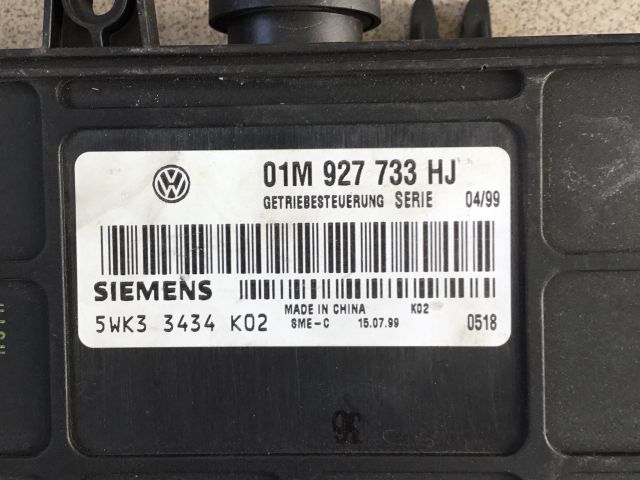 01M 927 733 HJ
GETRIEBESTEUERUNG SERIE 04/99
SIEMENS
MADE IN CHINA K02
5WK3 3434 K02 SME-C 15.07.99 0518